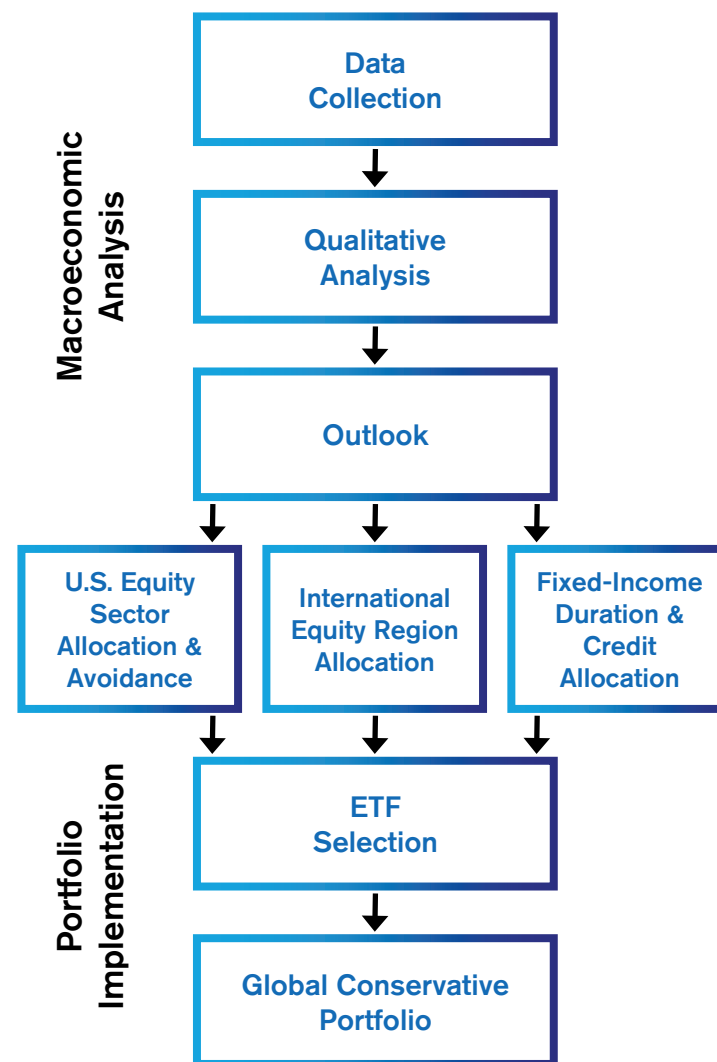 Macroeconomic
Analysis
Data
Collection
Qualitative
Analysis
Outlook
U.S. Equity
Sector
Allocation &
Avoidance
International
Equity Region
Allocation
Fixed-Income
Duration &
Credit
Allocation
Portfolio
Implementation
ETF
Selection
Global Conservative
Portfolio